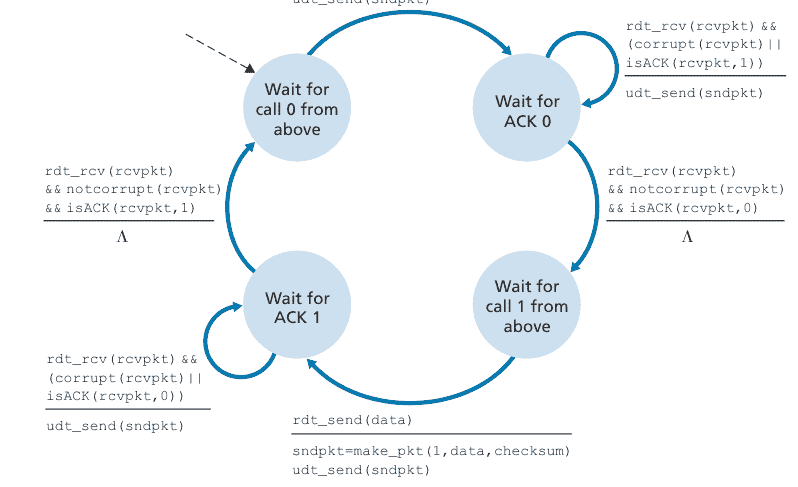 udt_send(sndpkt)
rdt_rcv(rcvpkt) &&
(corrupt(rcvpkt)||
isACK(rcvpkt,1))
udt_send(sndpkt)
Wait for
call 0 from
above
Wait for
ACK 0
rdt_rcv(rcvpkt)
&& notcorrupt(rcvpkt)
&& isACK(rcvpkt,1)
Λ
rdt_rcv(rcvpkt)
&& notcorrupt(rcvpkt)
&& isACK(rcvpkt,0)
Λ
Wait for
ACK 1
Wait for
call 1 from
above
rdt_rcv(rcvpkt) &&
(corrupt(rcvpkt)||
isACK(rcvpkt,0))
udt_send(sndpkt)
rdt_send(data)
sndpkt=make_pkt(1,data,checksum)
udt_send(sndpkt)